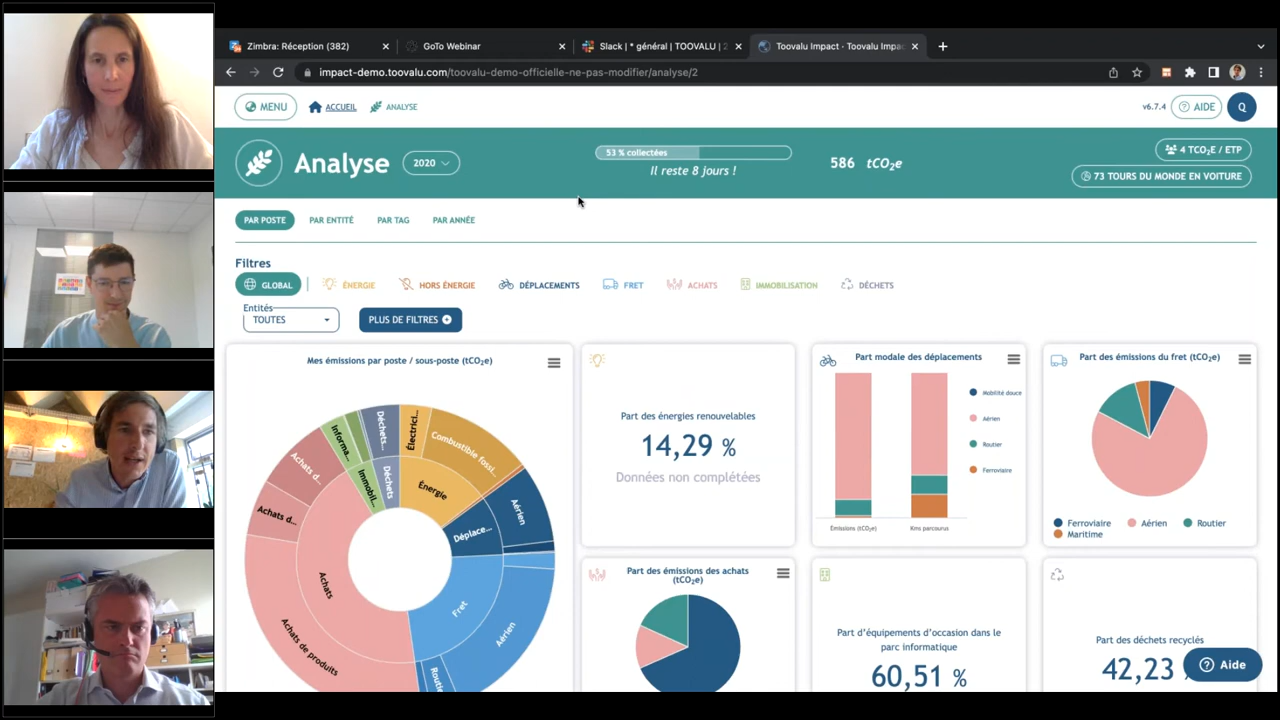 Zimbra: Réception (382)
GoTo Webinar
Slack | * général | TOOVALU | 2
Toovalu Impact · Toovalu Impac
impact-demo.toovalu.com/toovalu-demo-officielle-ne-pas-modifier/analyse/2
MENU
ACCUEIL
ANALYSE
v6.7.4
AIDE
Q
Analyse
2020
53 % collectées
Il reste 8 jours !
586 tCO₂e
4 TCO₂E / ETP
73 TOURS DU MONDE EN VOITURE
PAR POSTE
PAR ENTITÉ
PAR TAG
PAR ANNÉE
Filtres
GLOBAL
ÉNERGIE
HORS ÉNERGIE
DÉPLACEMENTS
FRET
ACHATS
IMMOBILISATION
DÉCHETS
Entités
TOUTES
PLUS DE FILTRES
Mes émissions par poste / sous-poste (tCO₂e)
Électrici...
Combustible fossi...
Énergie
Aérien
Déplace...
Fret
Aérien
Routi
Achats
Achats de produits
Achats d...
Achats d...
Informa...
Immobil...
Déchets...
Déchets
Part des énergies renouvelables
14,29 %
Données non complétées
Part modale des déplacements
Mobilité douce
Aérien
Routier
Ferroviaire
Emissions (tCO₂e)
Kms parcourus
Part des émissions du fret (tCO₂e)
Ferroviaire
Aérien
Routier
Maritime
Part des émissions des achats
(tCO₂e)
Part d'équipements d'occasion dans le
parc informatique
60,51 %
Part des déchets recyclés
42,23
Aide